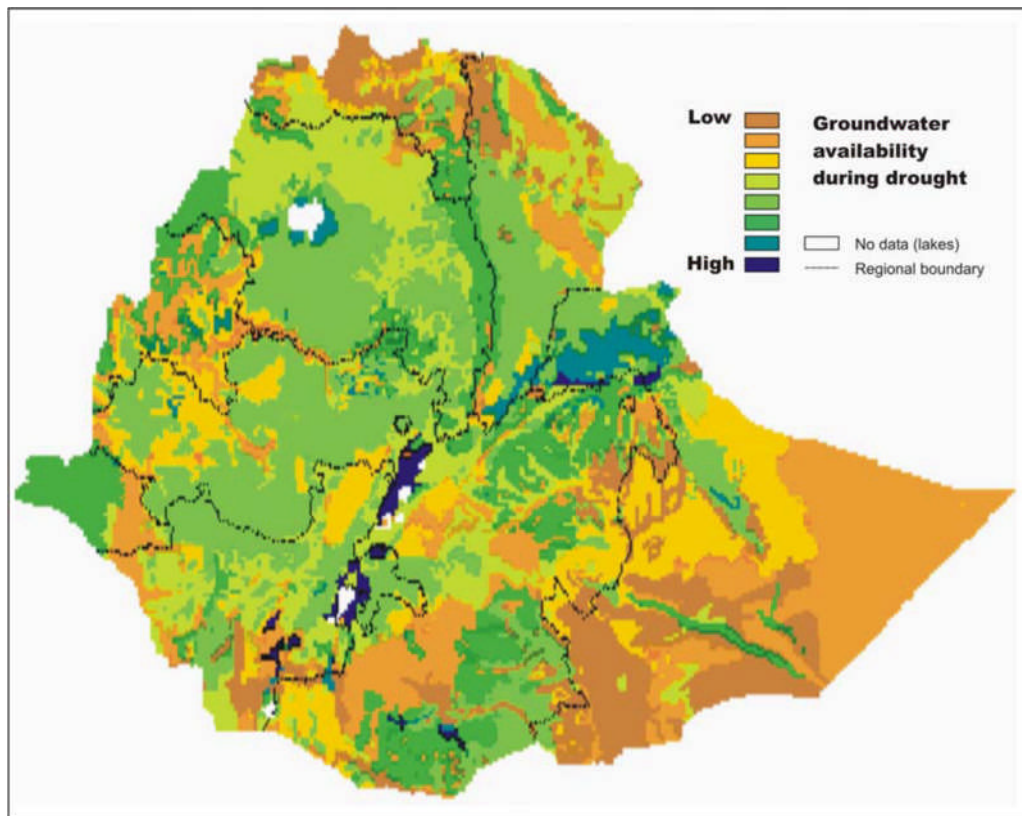 Low
Groundwater
availability
during drought
No data (lakes)
High
Regional boundary